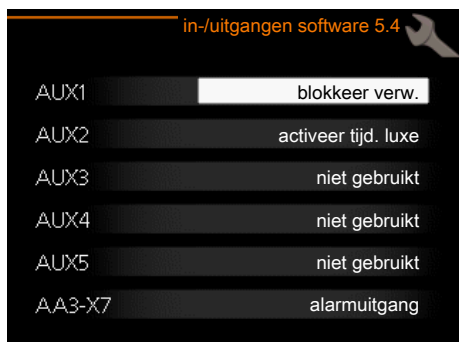 in-/uitgangen software 5.4
AUX1 blokkeer verw.
AUX2 activeer tijd. luxe
AUX3 niet gebruikt
AUX4 niet gebruikt
AUX5 niet gebruikt
AA3-X7 alarmuitgang